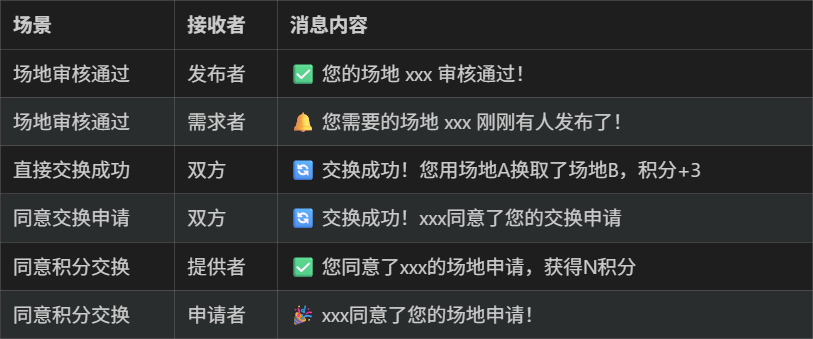 场景 接收者 消息内容
场地审核通过 发布者 ✅ 您的场地 xxx 审核通过！
场地审核通过 需求者 🔔 您需要的场地 xxx 刚刚有人发布了！
直接交换成功 双方 🔄 交换成功！您用场地A换取了场地B，积分+3
同意交换申请 双方 🔄 交换成功！xxx同意了您的交换申请
同意积分交换 提供者 ✅ 您同意了xxx的场地申请，获得N积分
同意积分交换 申请者 🎉 xxx同意了您的场地申请！